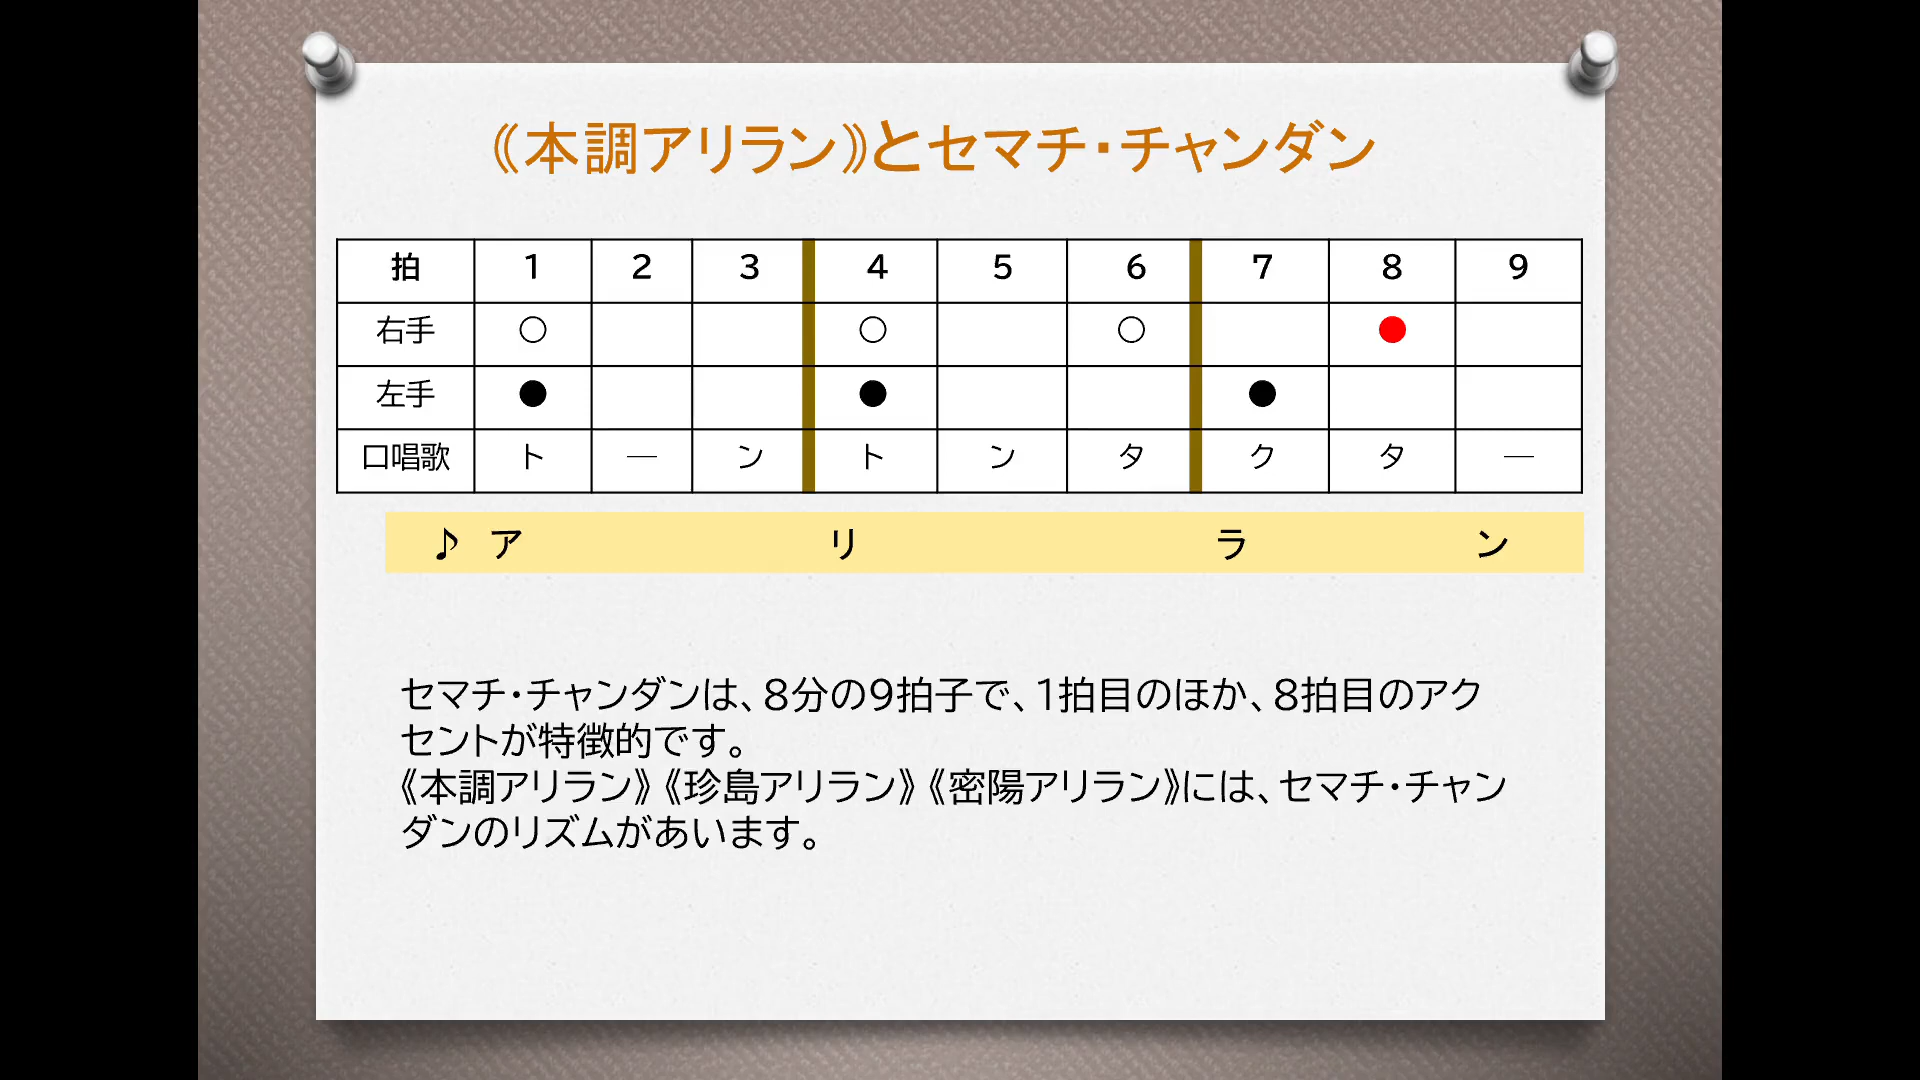 《本調アリラン》とセマチ・チャンダン
拍 1 2 3 4 5 6 7 8 9
右手 ○ ○ ○ ●
左手 ● ● ●
口唱歌 ト ― ン ト ン タ ク タ ―
♪ ア リ ラ ン
セマチ・チャンダンは、8分の9拍子で、1拍目のほか、8拍目のアク
セントが特徴的です。
《本調アリラン》《珍島アリラン》《密陽アリラン》には、セマチ・チャン
ダンのリズムがあいます。